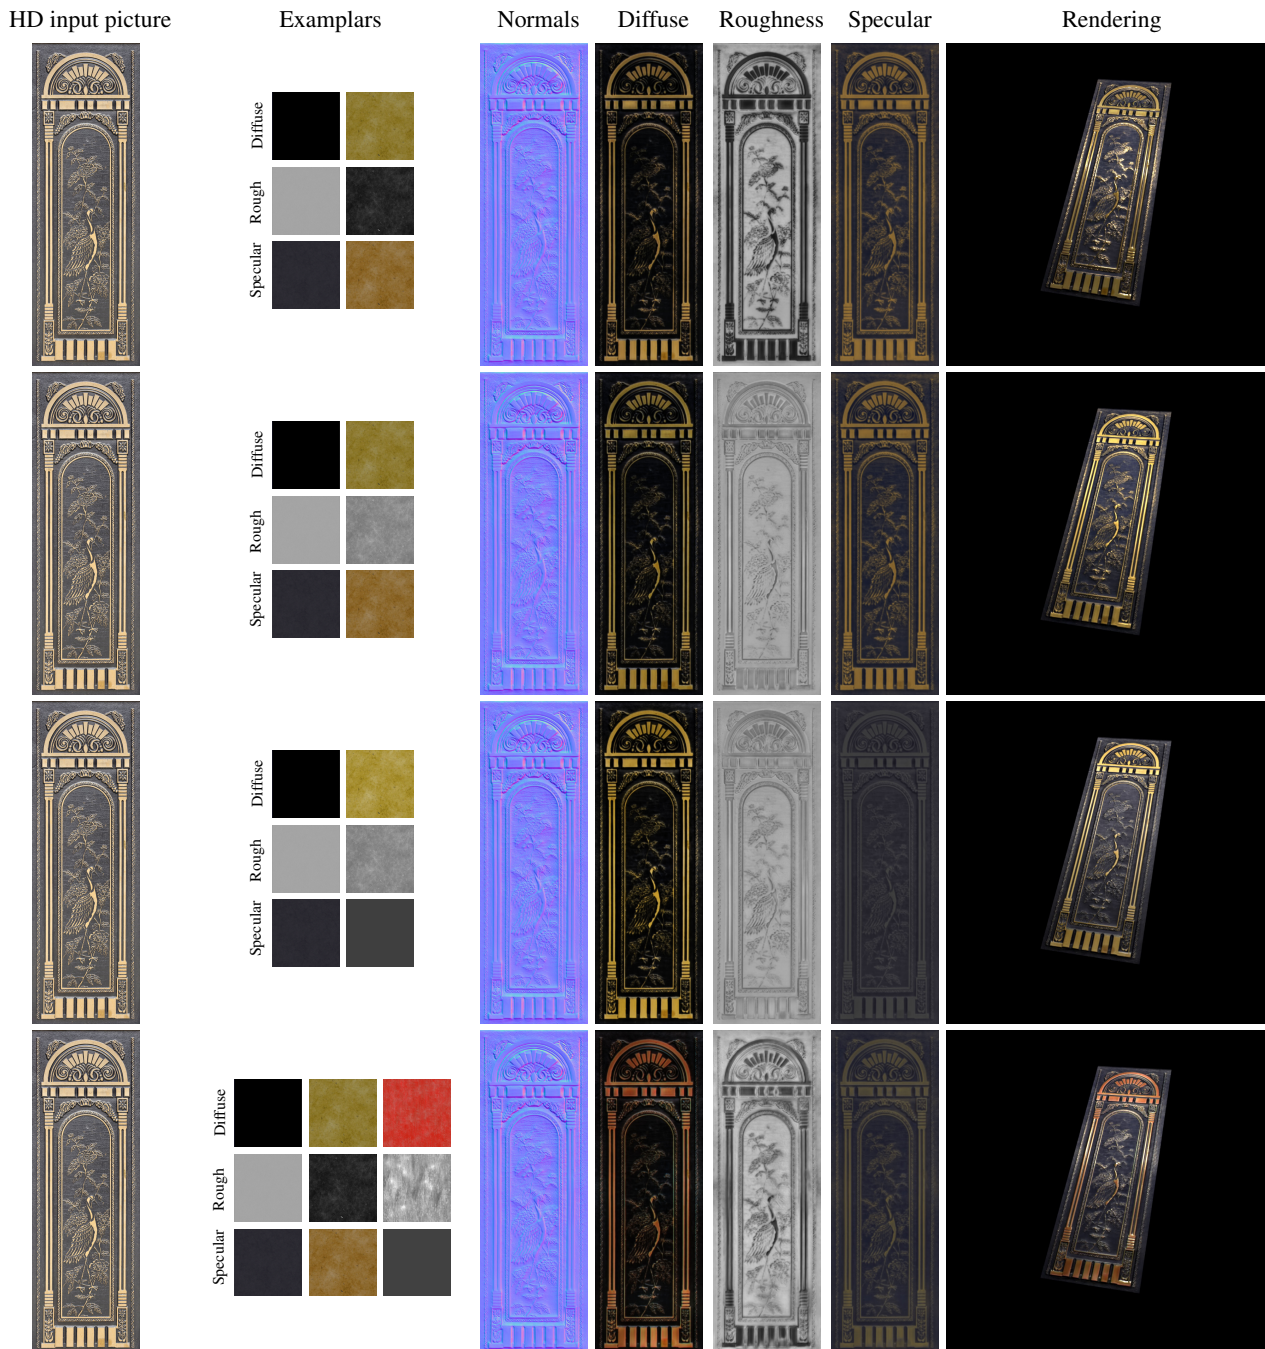 HD input picture Examplars Normals Diffuse Roughness Specular Rendering
Diffuse
Rough
Specular
Diffuse
Rough
Specular
Diffuse
Rough
Specular
Diffuse
Rough
Specular